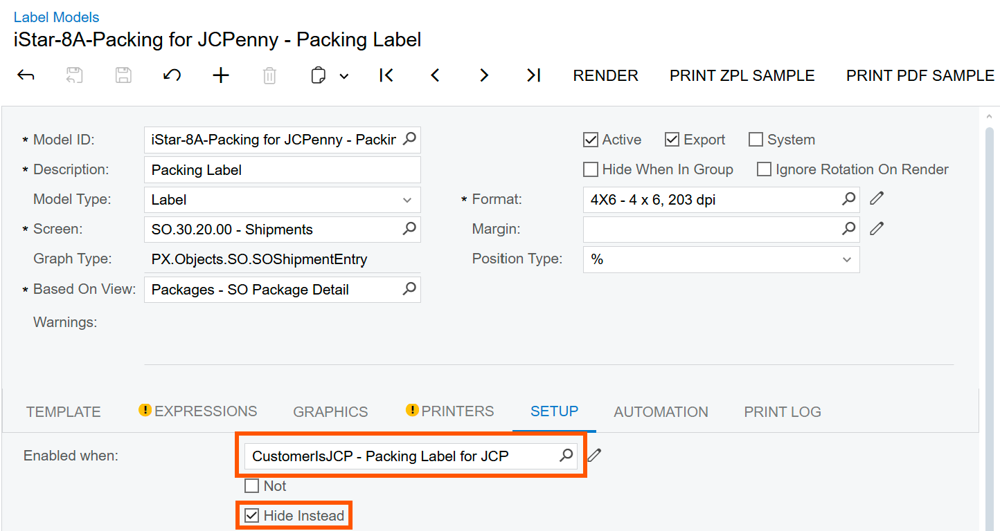 Label Models
iStar-8A-Packing for JCPenny - Packing Label
RENDER PRINT ZPL SAMPLE PRINT PDF SAMPLE
* Model ID: iStar-8A-Packing for JCPenny - Packin Active Export System
* Description: Packing Label Hide When In Group Ignore Rotation On Render
Model Type: Label * Format: 4X6 - 4 x 6, 203 dpi
* Screen: SO.30.20.00 - Shipments Margin:
Graph Type: PX.Objects.SO.SOShipmentEntry Position Type: %
* Based On View: Packages - SO Package Detail
Warnings:
TEMPLATE EXPRESSIONS GRAPHICS PRINTERS SETUP AUTOMATION PRINT LOG
Enabled when: CustomerIsJCP - Packing Label for JCP
Not
Hide Instead